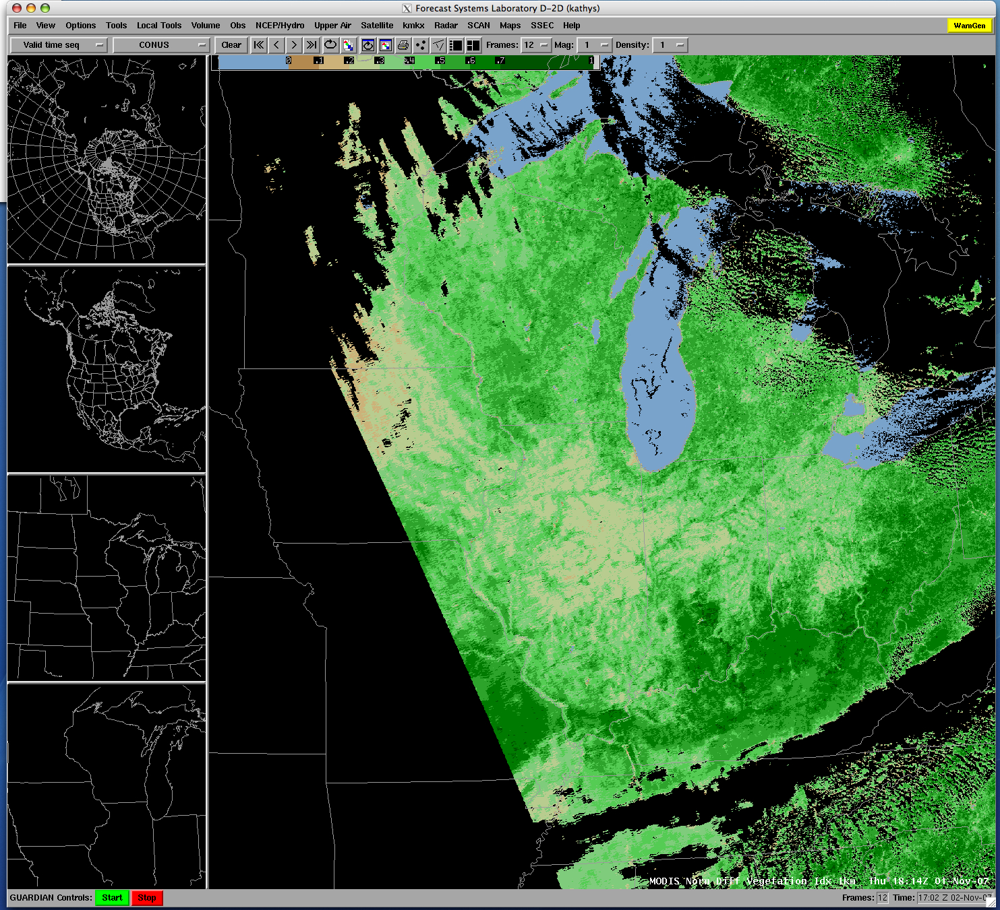 Forecast Systems Laboratory D-2D (kathys)
File View Options Tools Local Tools Volume Obs NCEP/Hydro Upper Air Satellite kmkx Radar SCAN Maps SSEC Help WarnGen
Valid time seq CONUS Clear Frames: 12 Mag: 1 Density: 1
0 .1 .2 .3 .4 .5 .6 .7 1
MODIS Norm Diff Vegetation Idx 1km Thu 18:14Z 01-Nov-07
GUARDIAN Controls: Start Stop Frames: 12 Time: 17:02 Z 02-Nov-07